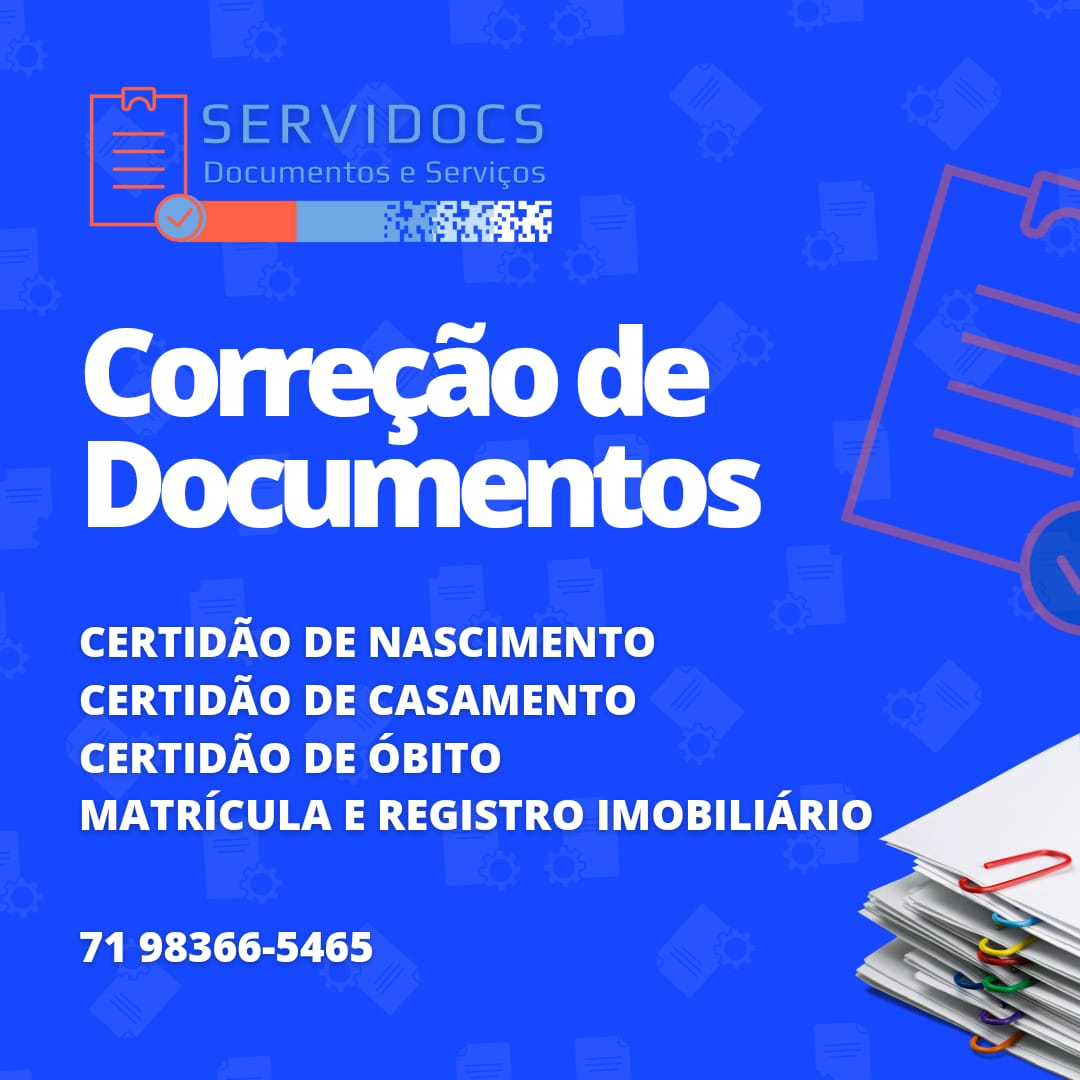 SERVIDOCS
Documentos e Serviços
Correção de
Documentos
CERTIDÃO DE NASCIMENTO
CERTIDÃO DE CASAMENTO
CERTIDÃO DE ÓBITO
MATRÍCULA E REGISTRO IMOBILIÁRIO
71 98366-5465